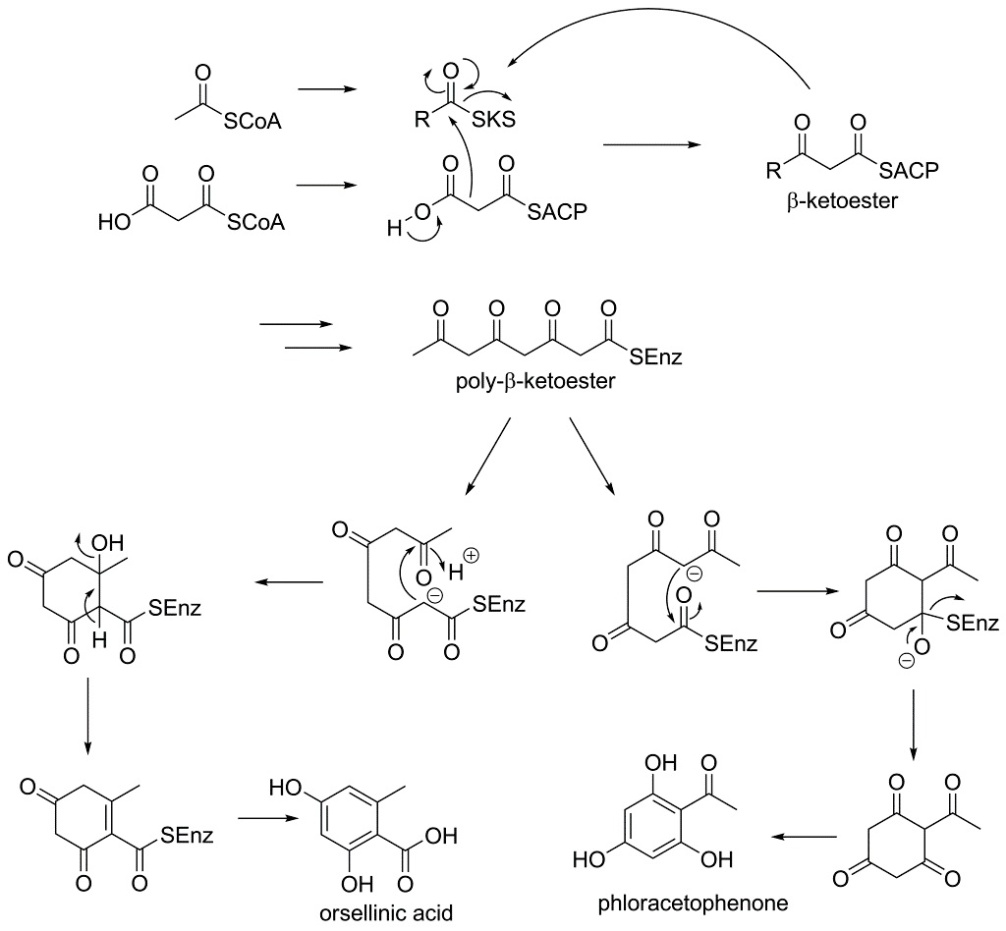 O
SCoA
O
R
SKS
O O
R
SACP
β-ketoester
O O
HO
SCoA
O O
H
O
SACP
O O O O
SEnz
poly-β-ketoester
O
OH
SEnz
H
O O
O
O
H
⊕
⊖
SEnz
O O
O O
⊖
O
O
SEnz
O O
O
SEnz
O
⊖
O
SEnz
O O
HO
OH
OH O
orsellinic acid
OH O
HO
OH
phloracetophenone
O O
O
O